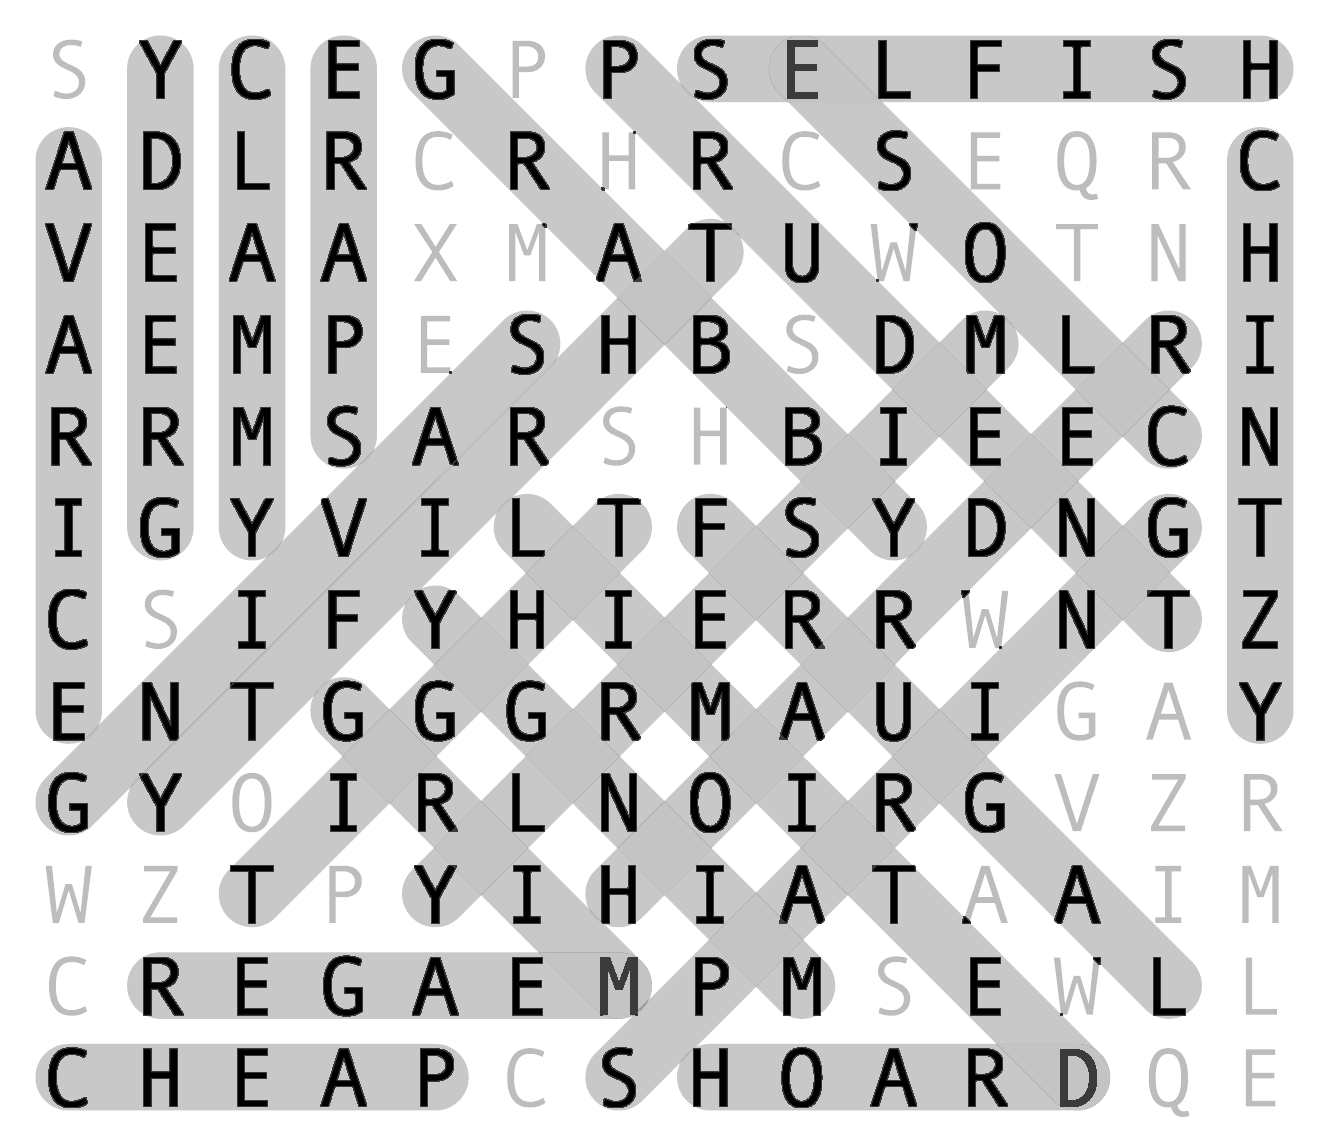 S Y C E G P P S E L F I S H
A D L R C R H R C S E Q R C
V E A A X M A T U W O T N H
A E M P E S H B S D M L R I
R R M S A R S H B I E E C N
I G Y V I L T F S Y D N G T
C S I F Y H I E R R W N T Z
E N T G G G R M A U I G A Y
G Y O I R L N O I R G V Z R
W Z T P Y I H I A T A A I M
C R E G A E M P M S E W L L
C H E A P C S H O A R D Q E